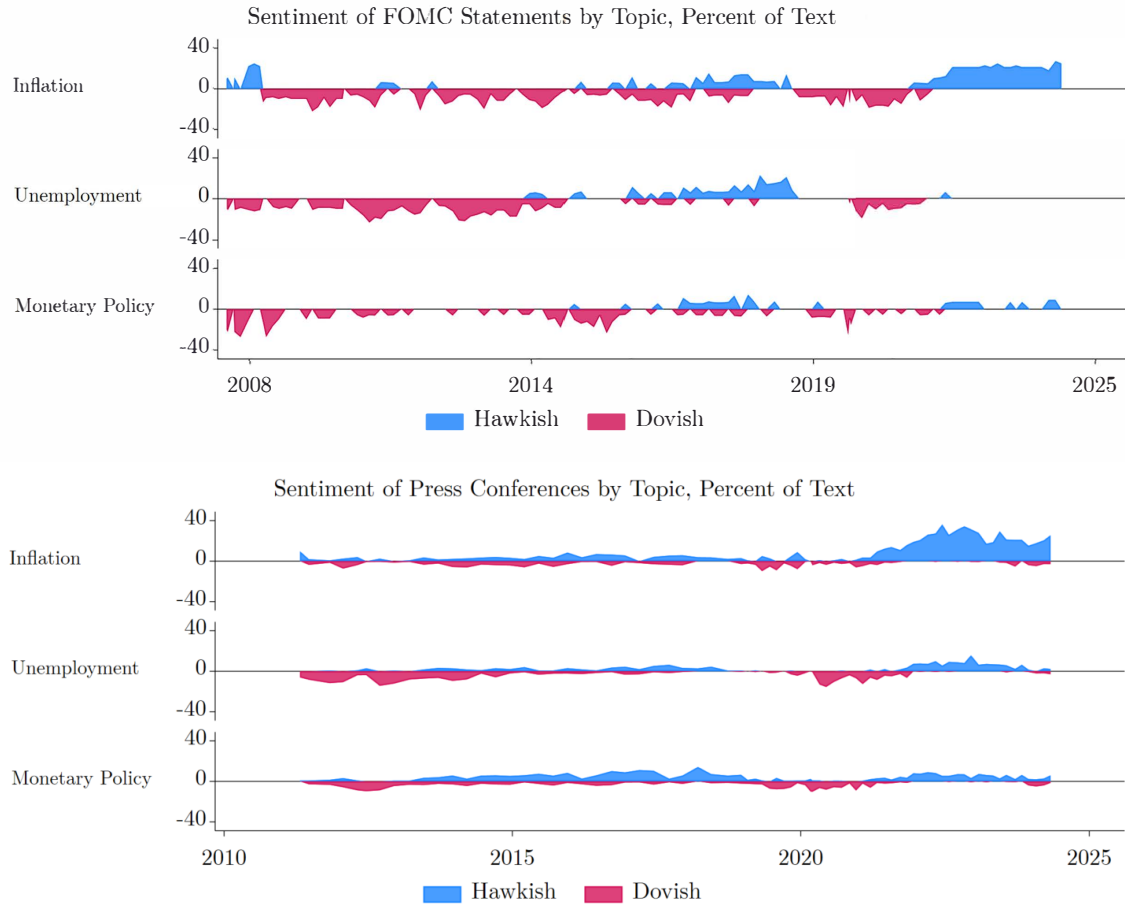 Sentiment of FOMC Statements by Topic, Percent of Text
40
Inflation
0
-40
40
Unemployment
0
-40
40
Monetary Policy
0
-40
2008
2014
2019
2025
Hawkish
Dovish
Sentiment of Press Conferences by Topic, Percent of Text
40
Inflation
0
-40
40
Unemployment
0
-40
40
Monetary Policy
0
-40
2010
2015
2020
2025
Hawkish
Dovish